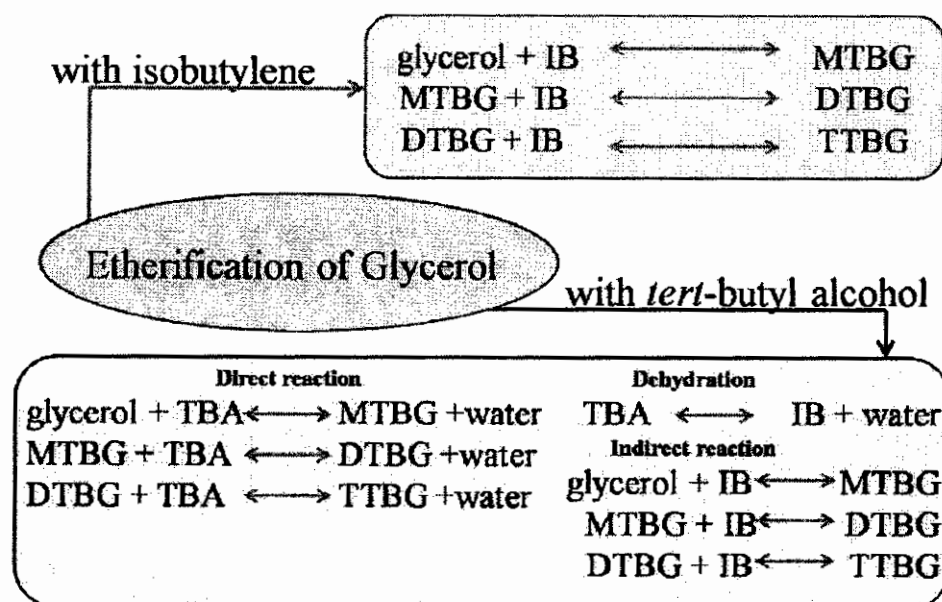 with isobutylene
glycerol + IB ⟷ MTBG
MTBG + IB ⟷ DTBG
DTBG + IB ⟷ TTBG
Etherification of Glycerol
with tert-butyl alcohol
Direct reaction
glycerol + TBA ⟷ MTBG +water
MTBG + TBA ⟷ DTBG +water
DTBG + TBA ⟷ TTBG +water
Dehydration
TBA ⟷ IB + water
Indirect reaction
glycerol + IB ⟷ MTBG
MTBG + IB ⟷ DTBG
DTBG + IB ⟷ TTBG